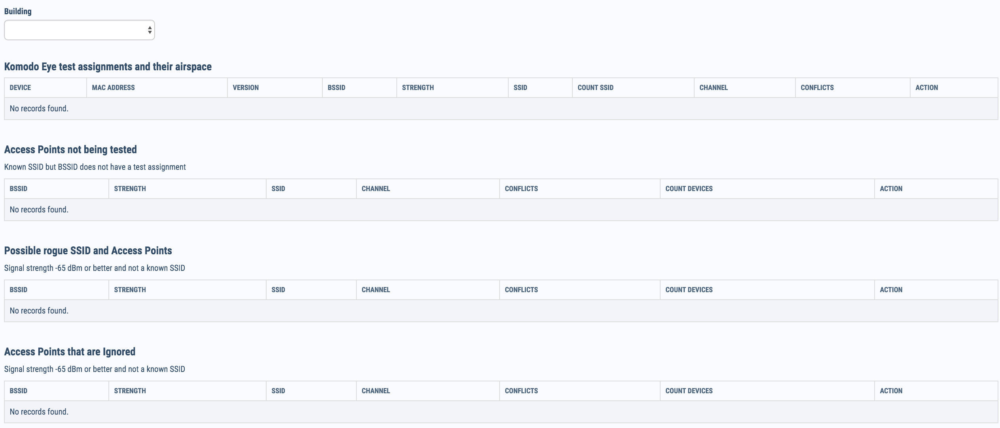 Building
Komodo Eye test assignments and their airspace
DEVICE MAC ADDRESS VERSION BSSID STRENGTH SSID COUNT SSID CHANNEL CONFLICTS ACTION
No records found.
Access Points not being tested
Known SSID but BSSID does not have a test assignment
BSSID STRENGTH SSID CHANNEL CONFLICTS COUNT DEVICES ACTION
No records found.
Possible rogue SSID and Access Points
Signal strength -65 dBm or better and not a known SSID
BSSID STRENGTH SSID CHANNEL CONFLICTS COUNT DEVICES ACTION
No records found.
Access Points that are Ignored
Signal strength -65 dBm or better and not a known SSID
BSSID STRENGTH SSID CHANNEL CONFLICTS COUNT DEVICES ACTION
No records found.